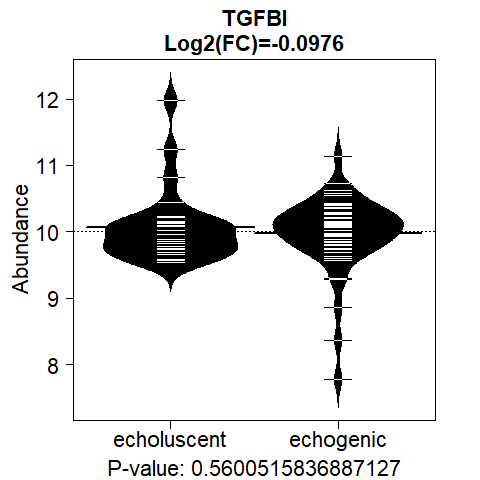 TGFBI
Log2(FC)=-0.0976
Abundance
12
11
10
9
8
echoluscent echogenic
P-value: 0.5600515836887127